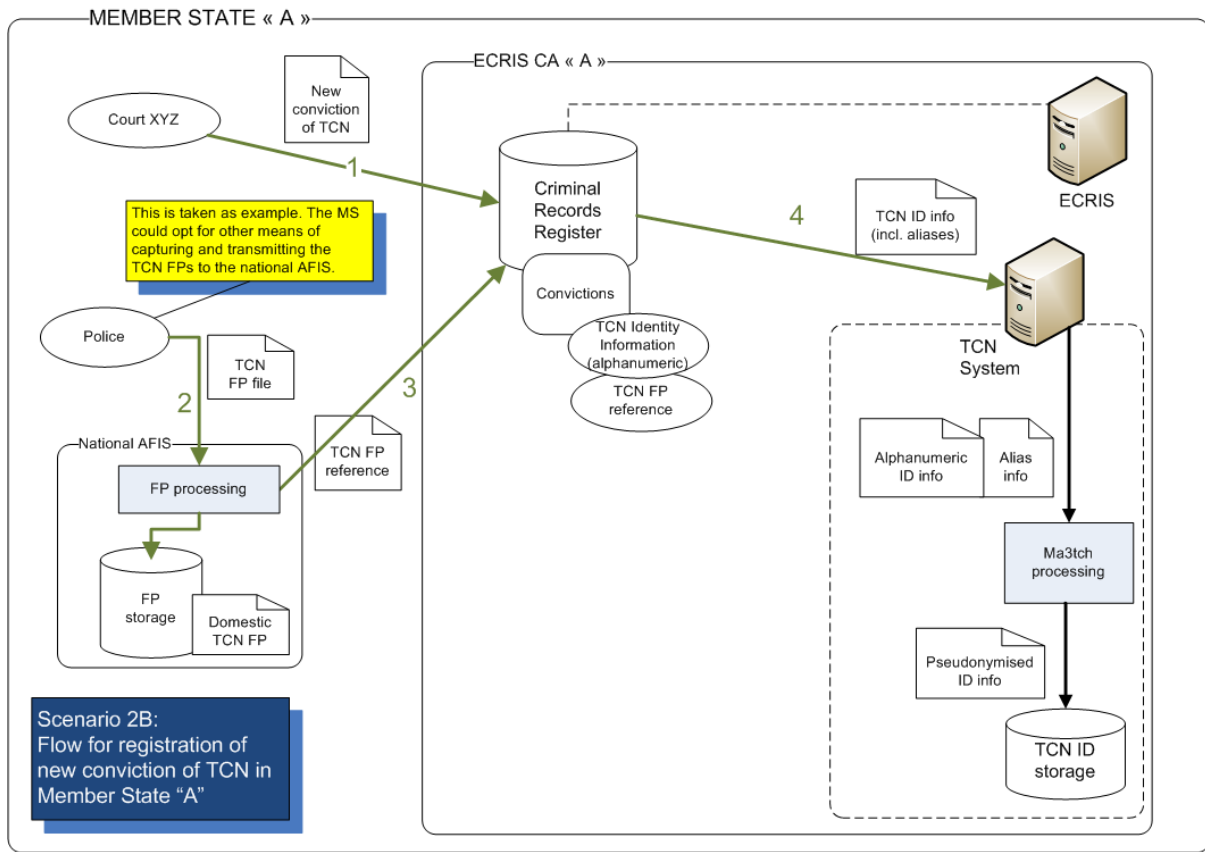 MEMBER STATE « A »
ECRIS CA « A »
New
conviction
of TCN
Court XYZ
1
Criminal
Records
Register
ECRIS
4
TCN ID info
(incl. aliases)
This is taken as example. The MS
could opt for other means of
capturing and transmitting the
TCN FPs to the national AFIS.
Convictions
TCN Identity
Information
(alphanumeric)
TCN FP
reference
Police
TCN
FP file
2
3
TCN
System
National AFIS
FP processing
TCN FP
reference
Alphanumeric
ID info
Alias
info
Ma3tch
processing
FP
storage
Domestic
TCN FP
Pseudonymised
ID info
TCN ID
storage
Scenario 2B:
Flow for registration of
new conviction of TCN in
Member State “A”